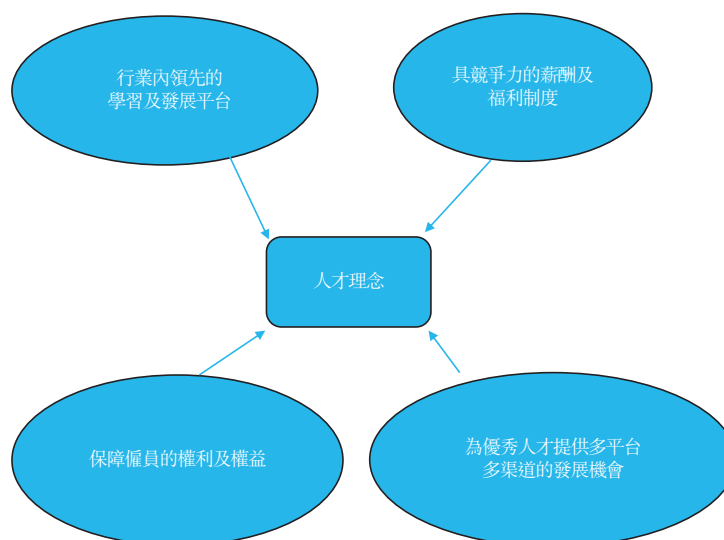 行業內領先的
學習及發展平台
具競爭力的薪酬及
福利制度
人才理念
保障僱員的權利及權益
為優秀人才提供多平台
多渠道的發展機會